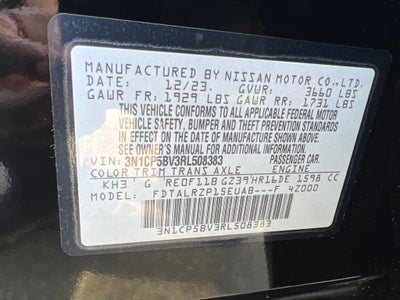 MANUFACTURED BY NISSAN MOTOR CO.,LTD.
DATE: 12/23. GVWR: 3660 LBS
GAWR FR: 1929 LBS GAWR RR: 1731 LBS
THIS VEHICLE CONFORMS TO ALL APPLICABLE FEDERAL MOTOR
VEHICLE SAFETY, BUMPER AND THEFT PREVENTION STANDARDS
IN EFFECT ON THE DATE OF MANUFACTURE SHOWN ABOVE.
SEE OWNER'S MANUAL FOR ADDITIONAL INFORMATION.
VIN: 3N1CP5BV3RL508383 PASSENGER CAR.
COLOR TRIM TRANS AXLE ENGINE
KH3 G RE0F11B GZ39 HR16DE 1598 CC
MODEL: FDTALRZP15EUAB---F 4Z000
3N1CP5BV3RL508383